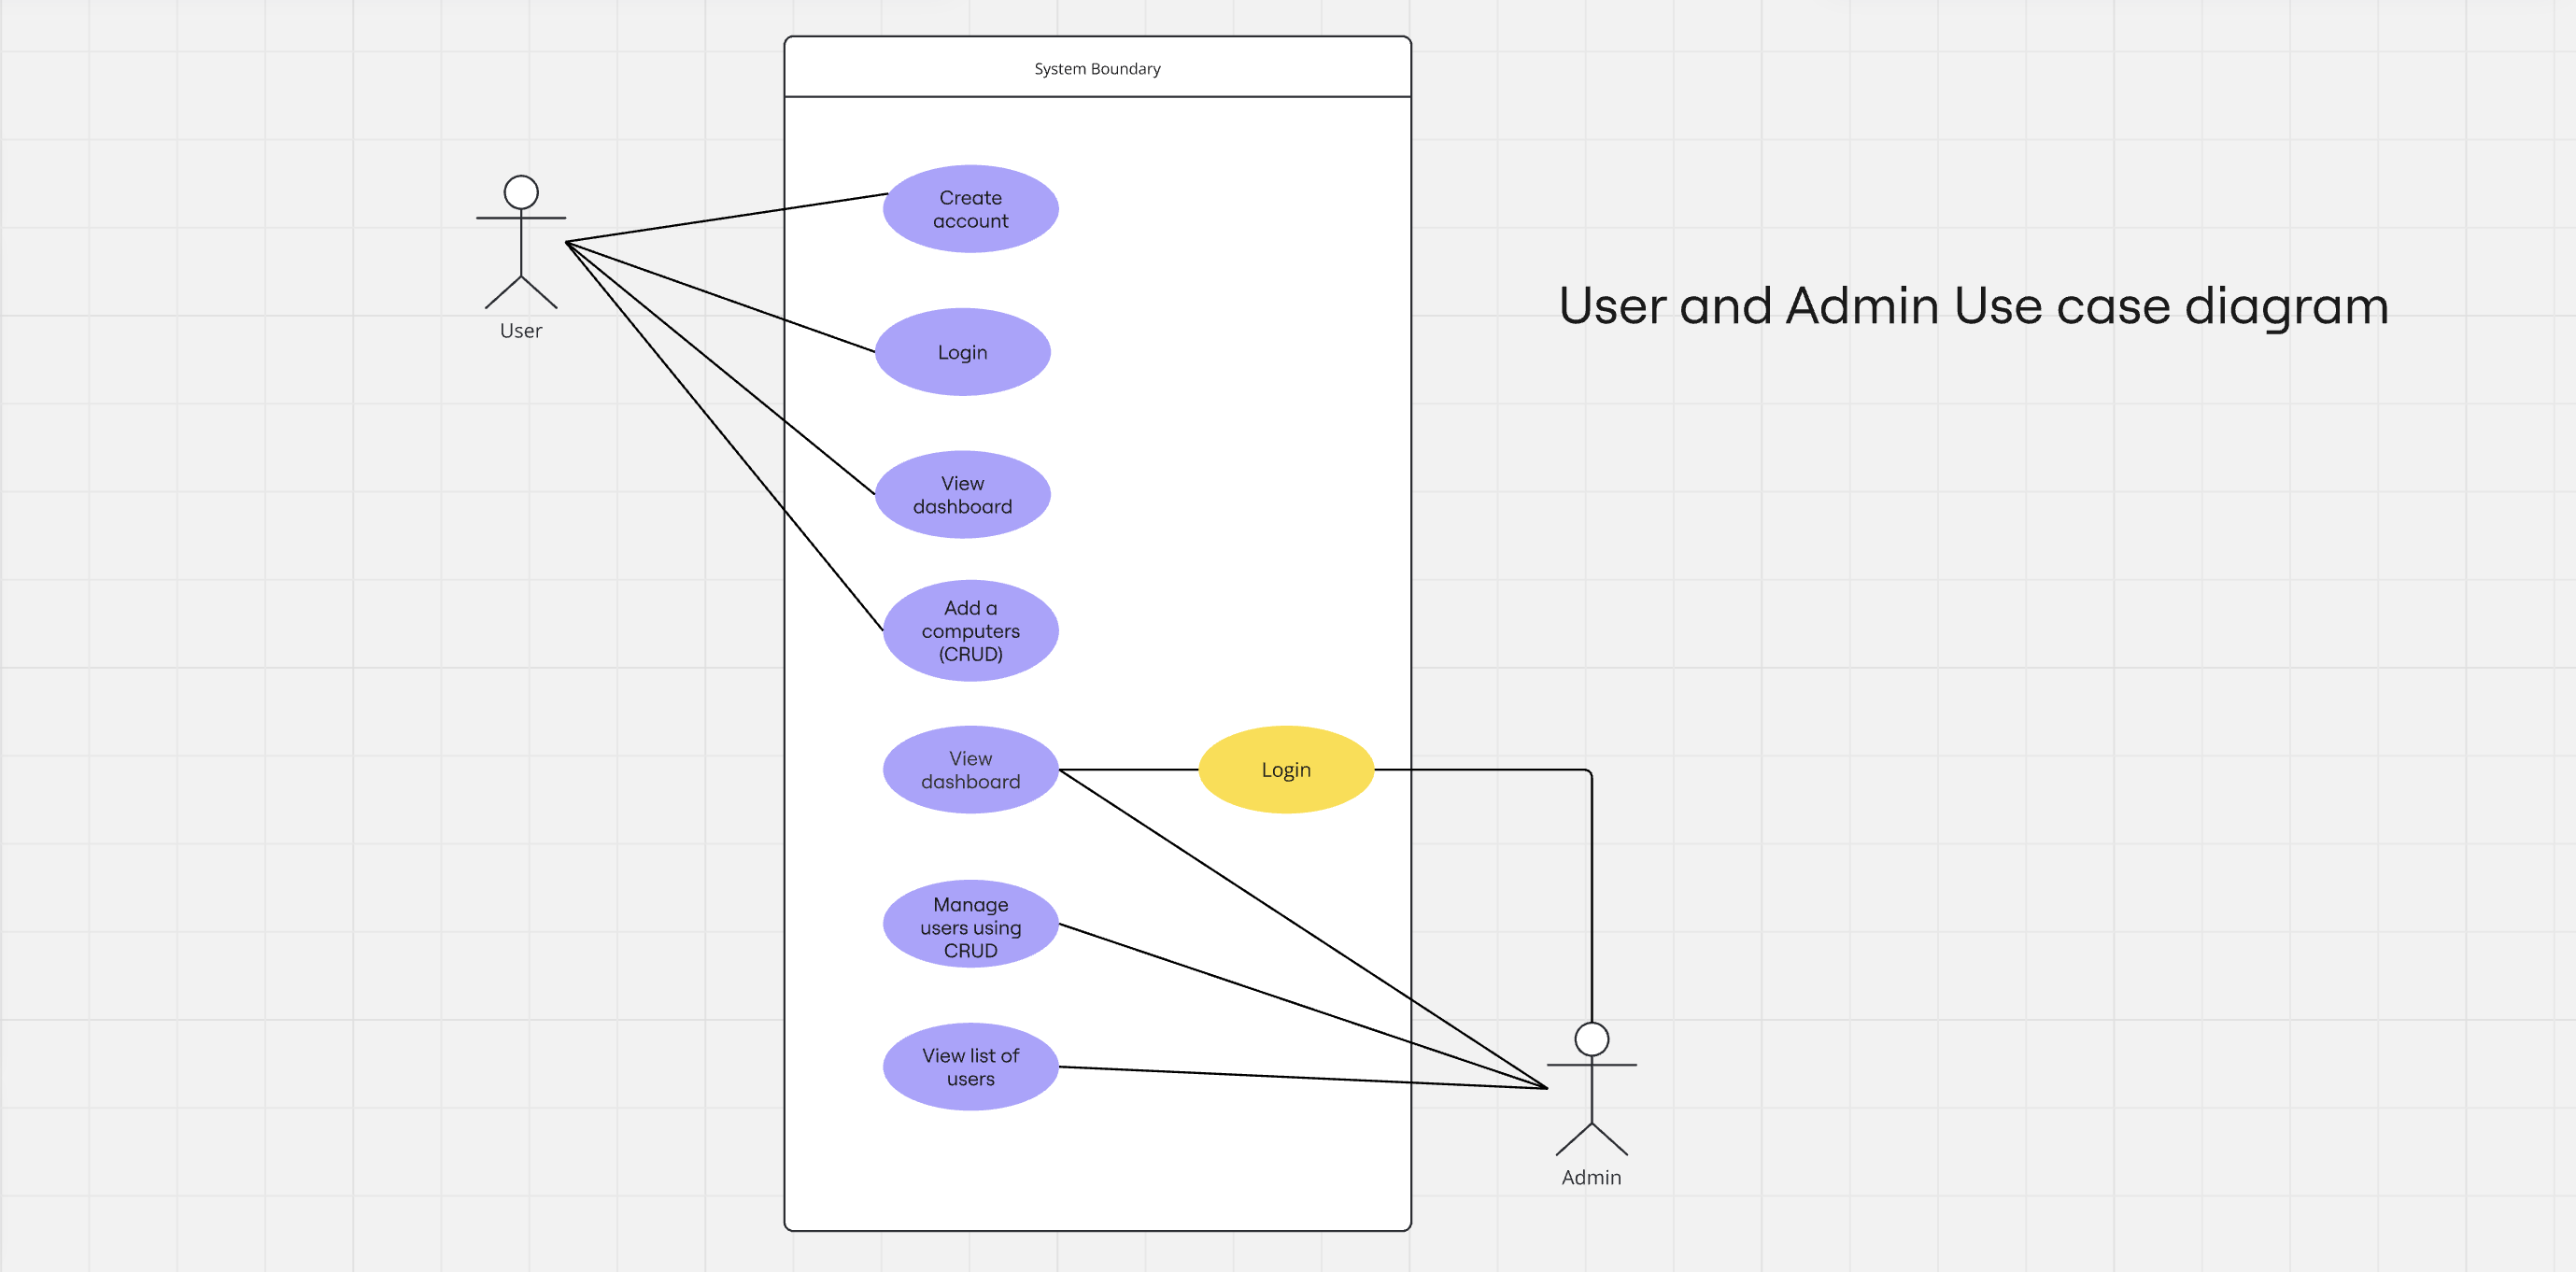 System Boundary
Create
account
User
User and Admin Use case diagram
Login
View
dashboard
Add a
computers
(CRUD)
View
dashboard
Login
Manage
users using
CRUD
View list of
users
Admin